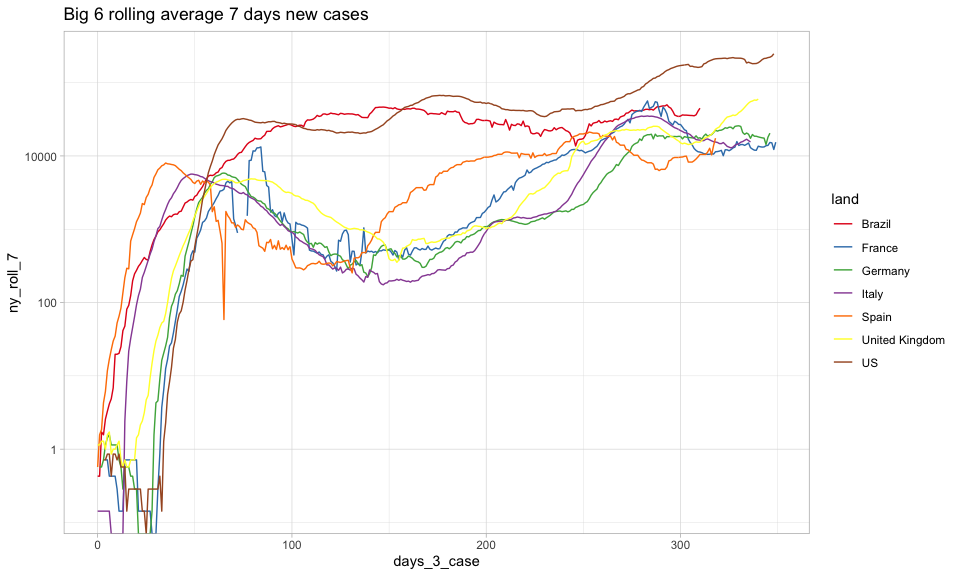 Big 6 rolling average 7 days new cases
ny_roll_7
10000
100
1
0
100
200
300
days_3_case
land
Brazil
France
Germany
Italy
Spain
United Kingdom
US